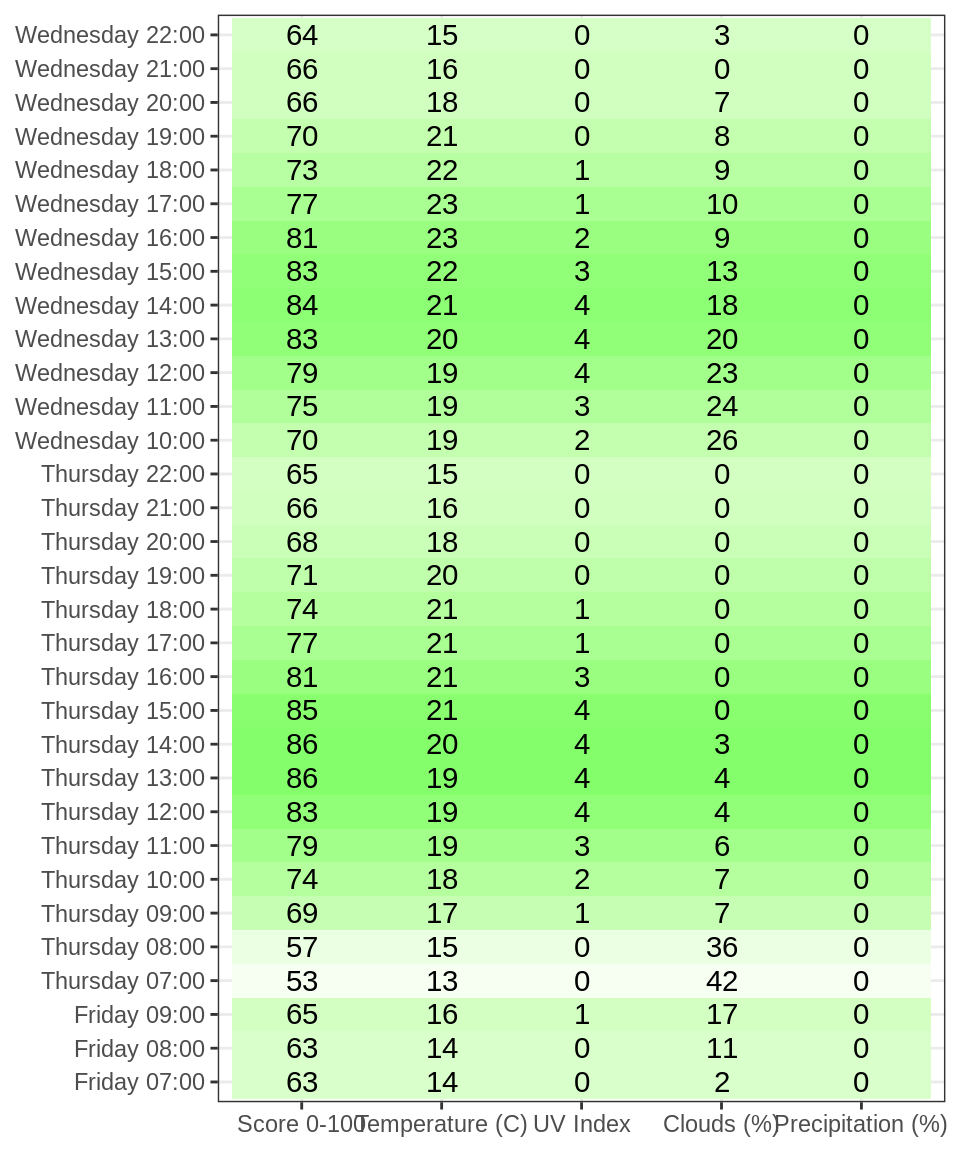 Wednesday 22:00 64 15 0 3 0
Wednesday 21:00 66 16 0 0 0
Wednesday 20:00 66 18 0 7 0
Wednesday 19:00 70 21 0 8 0
Wednesday 18:00 73 22 1 9 0
Wednesday 17:00 77 23 1 10 0
Wednesday 16:00 81 23 2 9 0
Wednesday 15:00 83 22 3 13 0
Wednesday 14:00 84 21 4 18 0
Wednesday 13:00 83 20 4 20 0
Wednesday 12:00 79 19 4 23 0
Wednesday 11:00 75 19 3 24 0
Wednesday 10:00 70 19 2 26 0
Thursday 22:00 65 15 0 0 0
Thursday 21:00 66 16 0 0 0
Thursday 20:00 68 18 0 0 0
Thursday 19:00 71 20 0 0 0
Thursday 18:00 74 21 1 0 0
Thursday 17:00 77 21 1 0 0
Thursday 16:00 81 21 3 0 0
Thursday 15:00 85 21 4 0 0
Thursday 14:00 86 20 4 3 0
Thursday 13:00 86 19 4 4 0
Thursday 12:00 83 19 4 4 0
Thursday 11:00 79 19 3 6 0
Thursday 10:00 74 18 2 7 0
Thursday 09:00 69 17 1 7 0
Thursday 08:00 57 15 0 36 0
Thursday 07:00 53 13 0 42 0
Friday 09:00 65 16 1 17 0
Friday 08:00 63 14 0 11 0
Friday 07:00 63 14 0 2 0
Score 0-100 Temperature (C) UV Index Clouds (%) Precipitation (%)